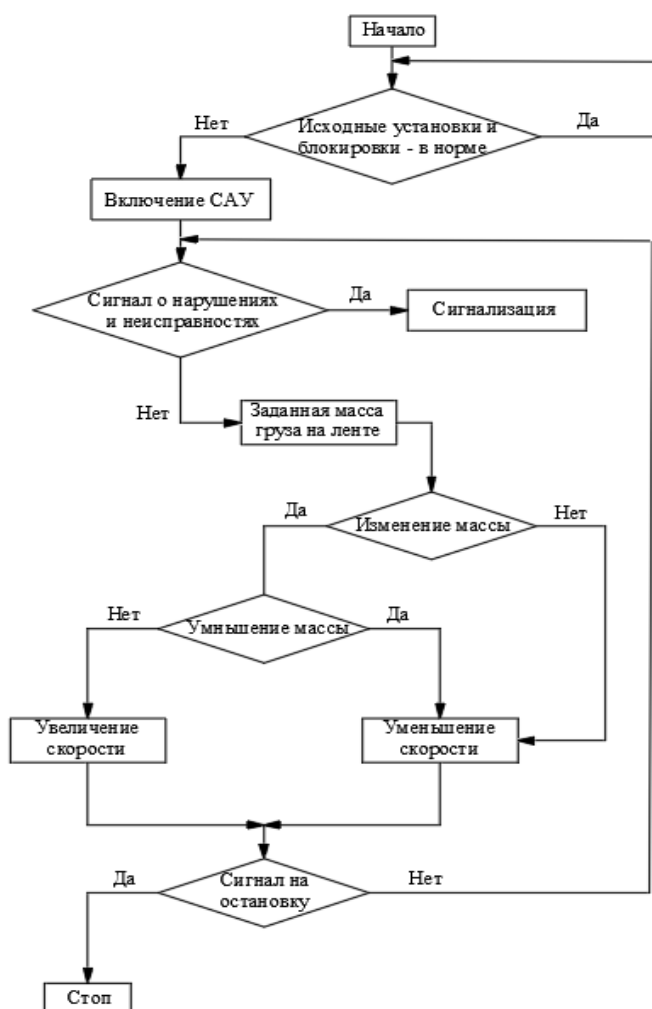 Начало
Исходные установки и
блокировки - в норме
Нет
Да
Включение САУ
Сигнал о нарушениях
и неисправностях
Да
Сигнализация
Нет
Заданная масса
груза на ленте
Да
Изменение массы
Нет
Нет
Умньшение массы
Да
Увеличение
скорости
Уменьшение
скорости
Да
Сигнал на
остановку
Нет
Стоп